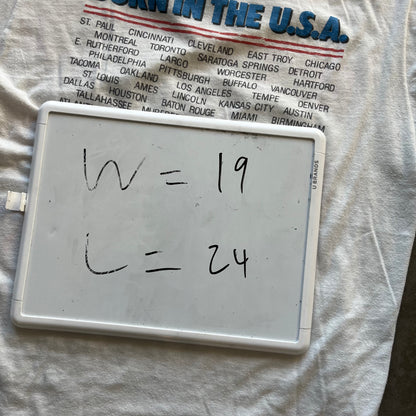 BORN IN THE U.S.A.
ST. PAUL CINCINNATI CLEVELAND EAST TROY CHICAGO
MONTREAL TORONTO SARATOGA SPRINGS DETROIT
E. RUTHERFORD LARGO WORCESTER HARTFORD
PHILADELPHIA PITTSBURGH BUFFALO VANCOUVER
TACOMA OAKLAND LOS ANGELES TEMPE DENVER
ST. LOUIS AMES LINCOLN KANSAS CITY AUSTIN
DALLAS HOUSTON BATON ROUGE MIAMI BIRMINGHAM
TALLAHASSEE
U BRANDS
W = 19
L = 24